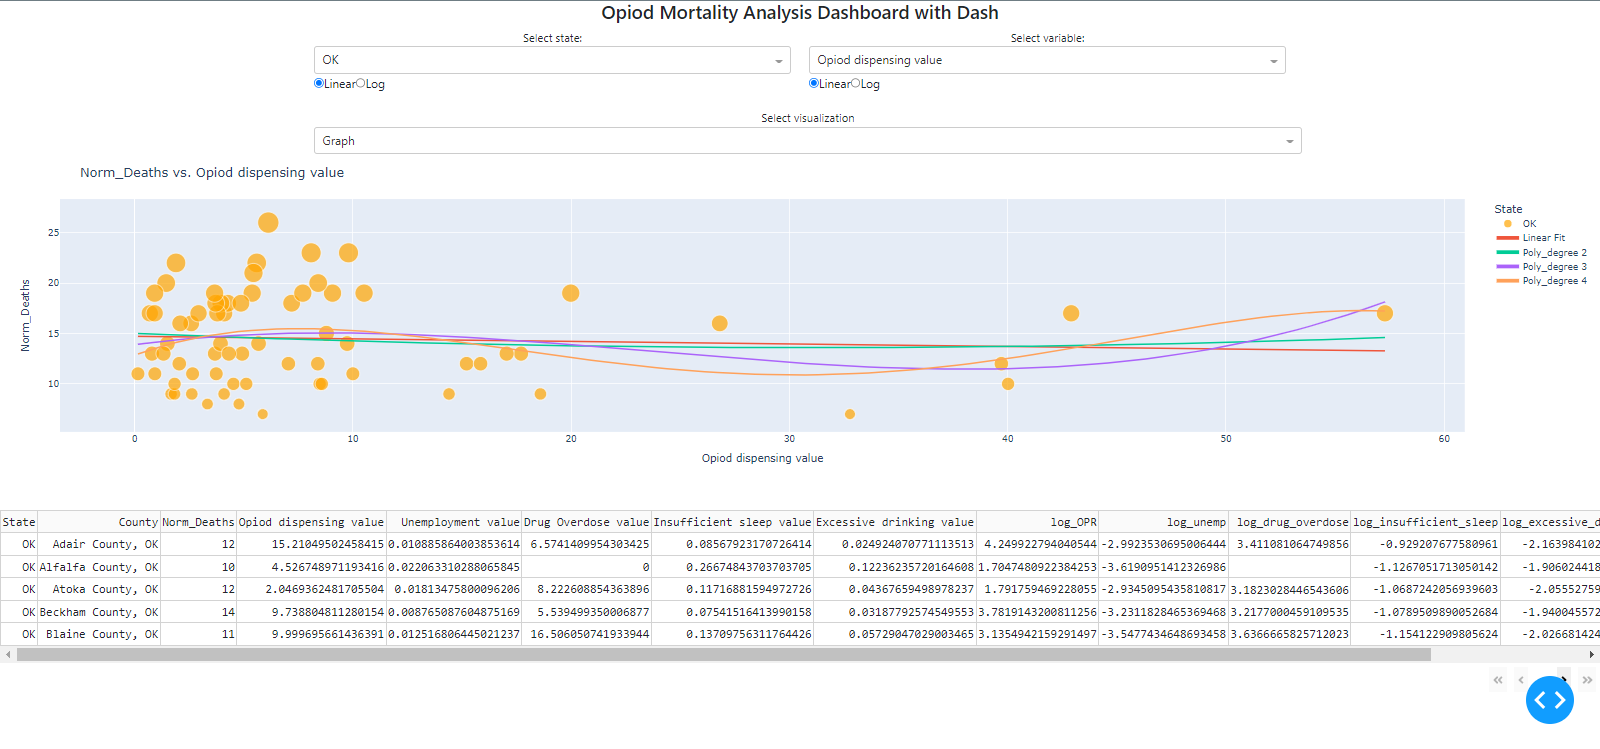 Opiod Mortality Analysis Dashboard with Dash
Select state: Select variable:
OK Opiod dispensing value
Linear Log Linear Log
Select visualization
Graph
Norm_Deaths vs. Opiod dispensing value
State
OK
Linear Fit
Poly_degree 2
Poly_degree 3
Poly_degree 4
Norm_Deaths
25
20
15
10
0 10 20 30 40 50 60
Opiod dispensing value
State County Norm_Deaths Opiod dispensing value Unemployment value Drug Overdose value Insufficient sleep value Excessive drinking value log_OPR log_unemp log_drug_overdose log_insufficient_sleep log_excessive_d
OK Adair County, OK 12 15.21049502458415 0.010885864003853614 6.5741409954303425 0.08567923170726414 0.024924070771113513 4.249922794040544 -2.9923530695006444 3.411081064749856 -0.929207677580961 -2.163984102
OK Alfalfa County, OK 10 4.526748971193416 0.022063310288065845 0 0.26674843703703705 0.12236235720164608 1.7047480922384253 -3.6190951412326986 -1.1267051713050142 -1.906024418
OK Atoka County, OK 12 2.0469362481705504 0.01813475800096206 8.222608854363896 0.11716881594972726 0.04367659498978237 1.791759469228055 -2.9345095435810817 3.1823028446543606 -1.0687242056939603 -2.05552759
OK Beckham County, OK 14 9.738804811280154 0.008765087604875169 5.539499350006877 0.07541516413990158 0.03187792574549553 3.7819143200811256 -3.2311828465369468 3.2177000459109535 -1.0789509890052684 -1.940045572
OK Blaine County, OK 11 9.999695661436391 0.012516806445021237 16.506050741933944 0.13709756311764426 0.05729047029003465 3.1354942159291497 -3.5477434648693458 3.6366665825712023 -1.154122909805624 -2.026681424